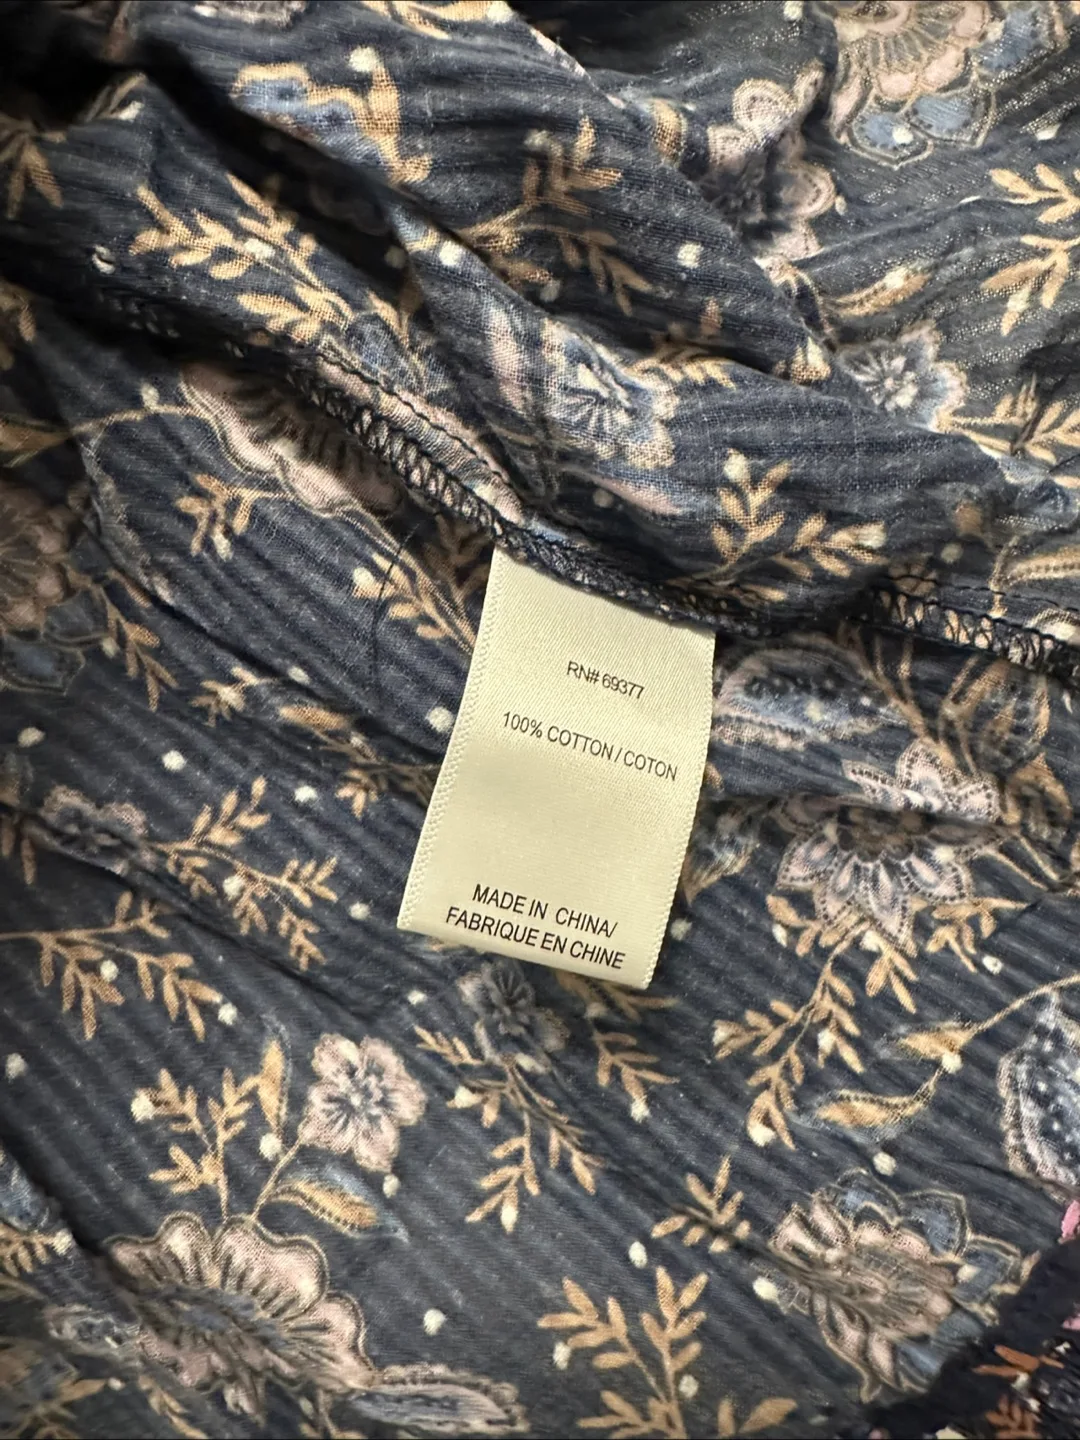 RN# 69377
100% COTTON / COTON
MADE IN CHINA/
FABRIQUE EN CHINE